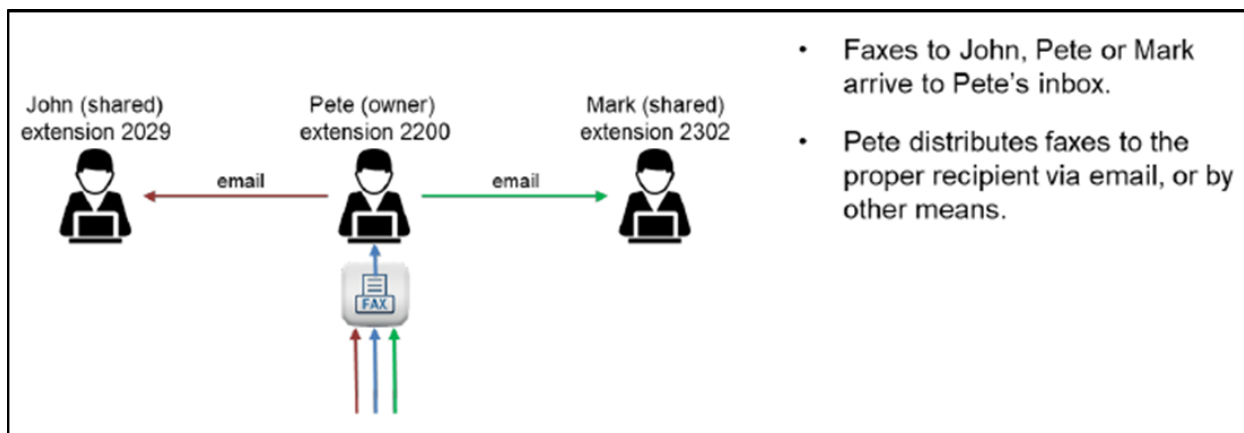 John (shared)
extension 2029
Pete (owner)
extension 2200
Mark (shared)
extension 2302
email
email
FAX
• Faxes to John, Pete or Mark
arrive to Pete's inbox.
• Pete distributes faxes to the
proper recipient via email, or by
other means.